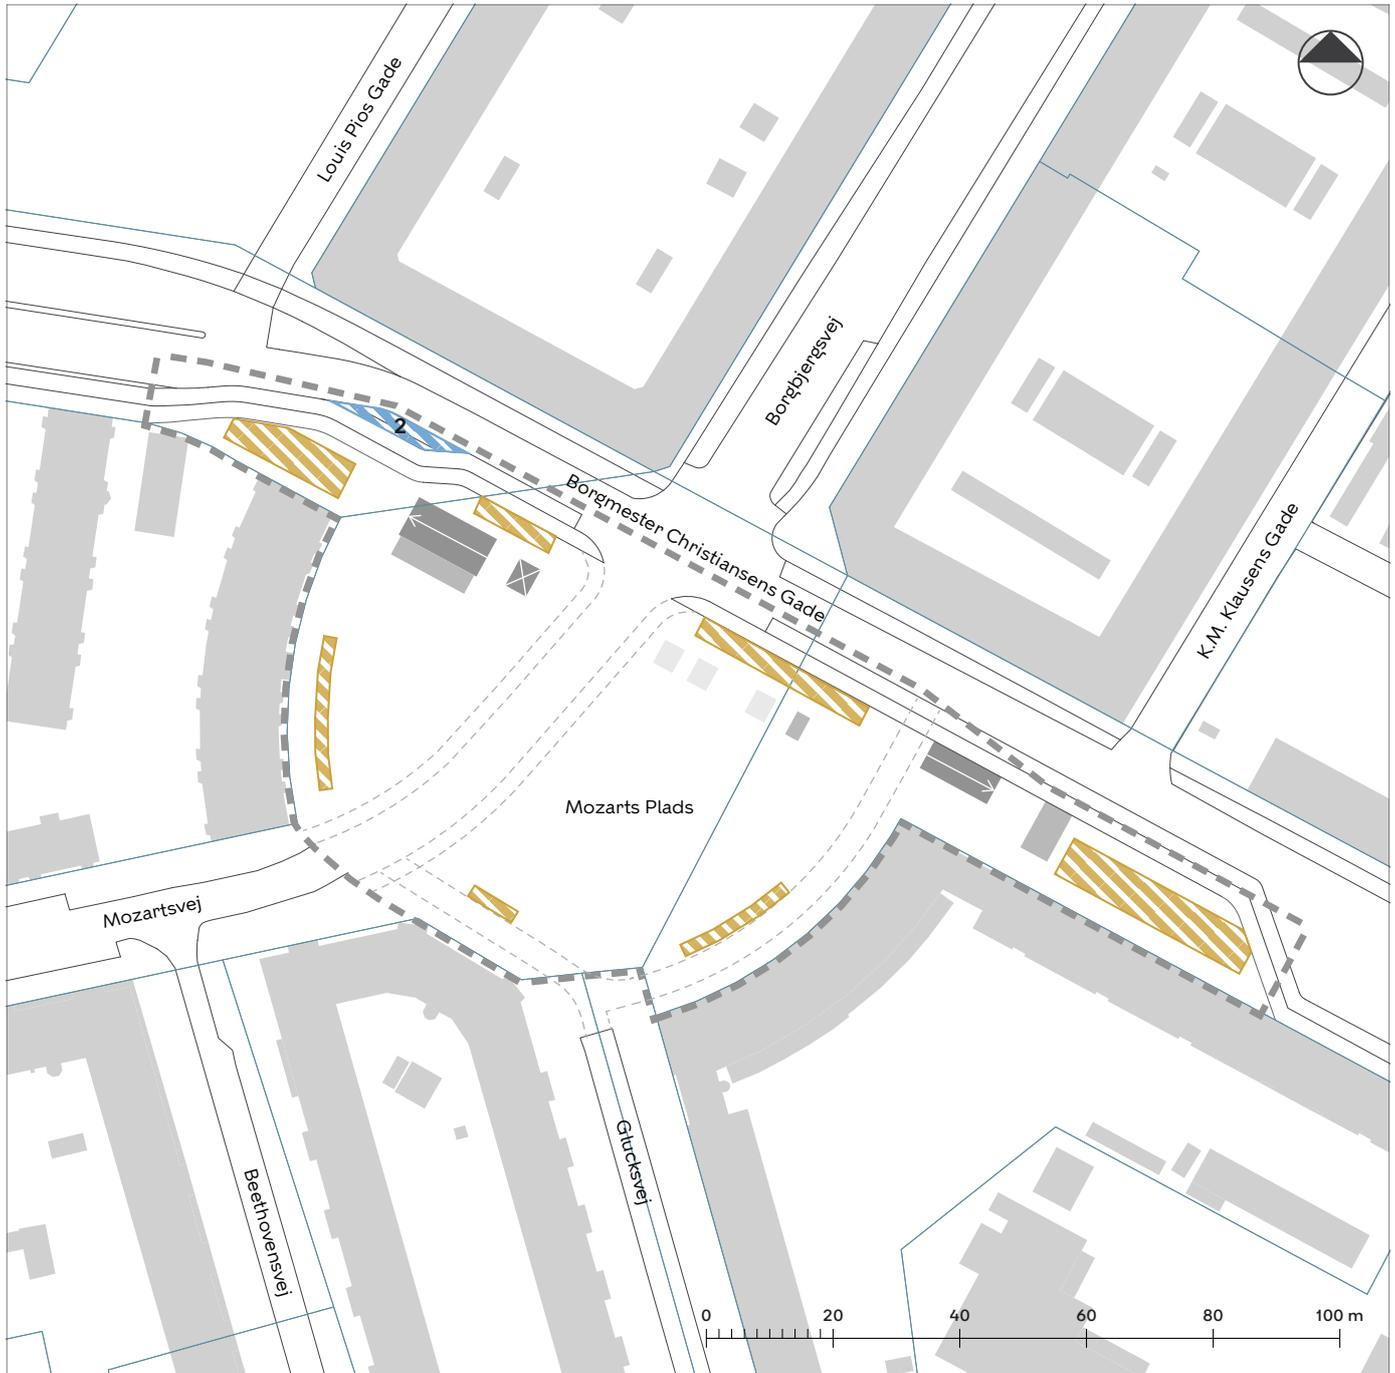 Louis Pios Gade
Borgbjergsvej
2
Borgmester Christiansens Gade
K.M. Klausens Gade
Mozarts Plads
Mozartsvej
Beethovensvej
Glucksvej
0 20 40 60 80 100 m